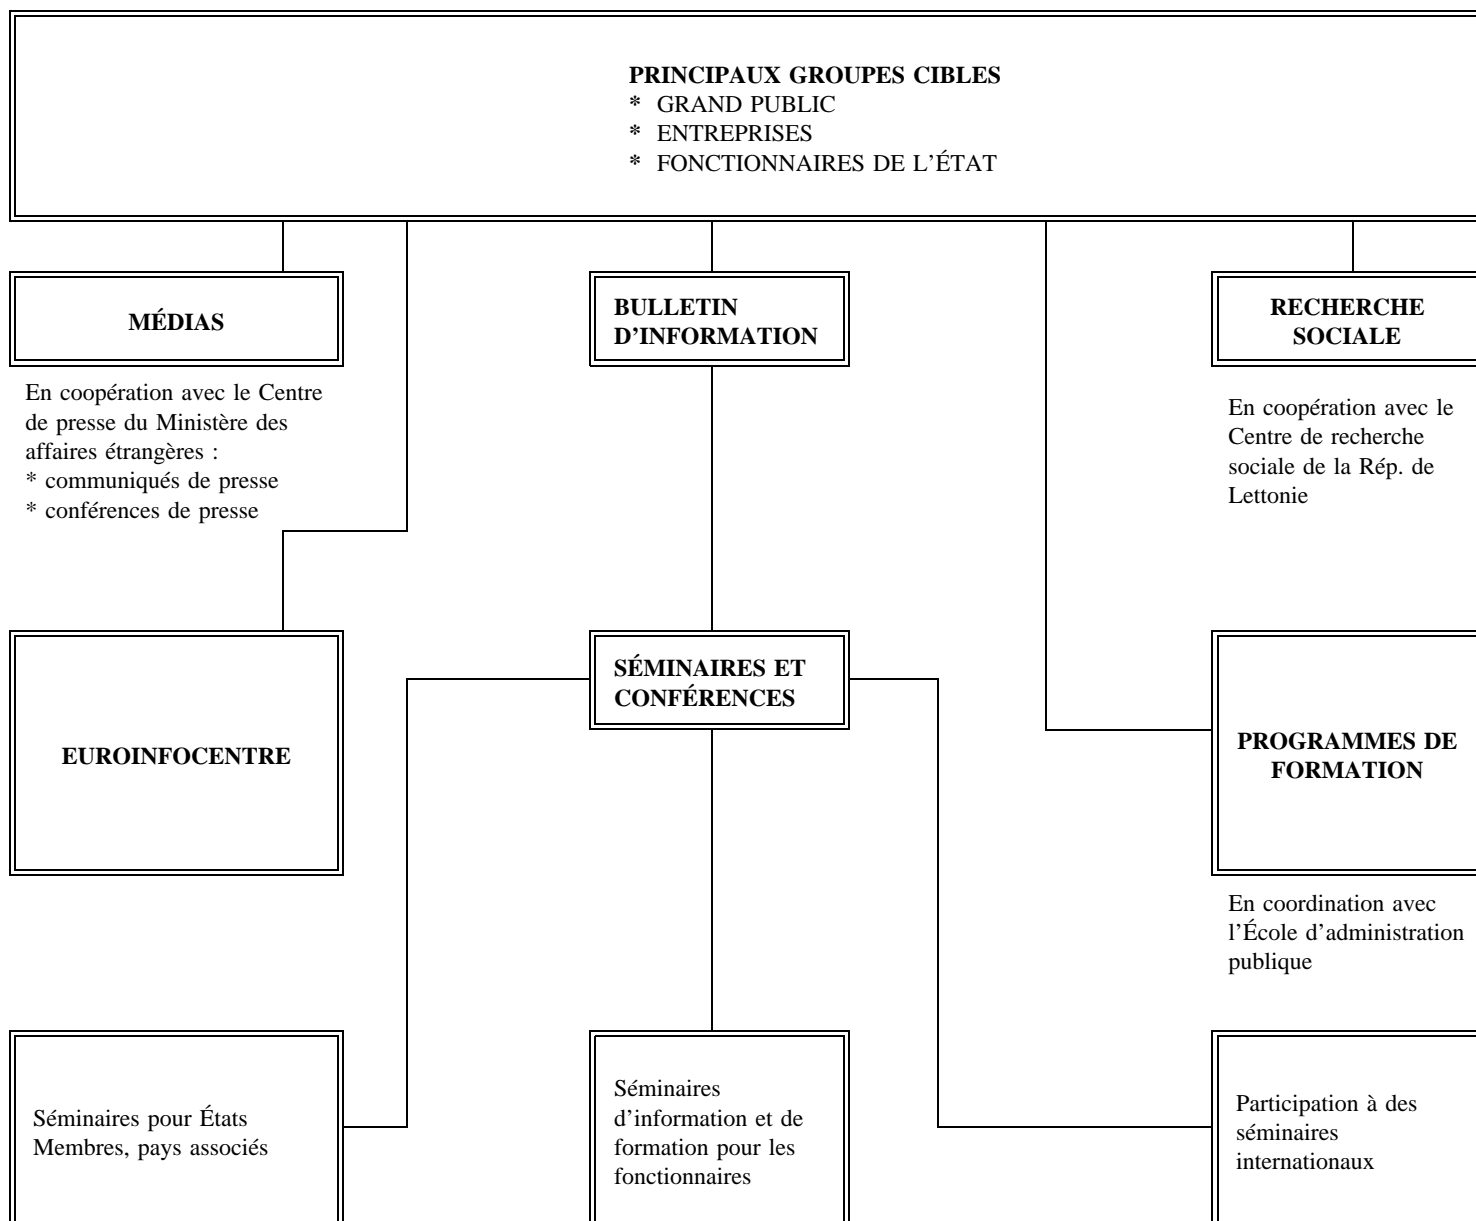 PRINCIPAUX GROUPES CIBLES
* GRAND PUBLIC
* ENTREPRISES
* FONCTIONNAIRES DE L'ÉTAT
MÉDIAS
En coopération avec le Centre
de presse du Ministère des
affaires étrangères :
* communiqués de presse
* conférences de presse
BULLETIN
D'INFORMATION
RECHERCHE
SOCIALE
En coopération avec le
Centre de recherche
sociale de la Rép. de
Lettonie
EUROINFOCENTRE
SÉMINAIRES ET
CONFÉRENCES
PROGRAMMES DE
FORMATION
En coordination avec
l'École d'administration
publique
Séminaires pour États
Membres, pays associés
Séminaires
d'information et de
formation pour les
fonctionnaires
Participation à des
séminaires
internationaux